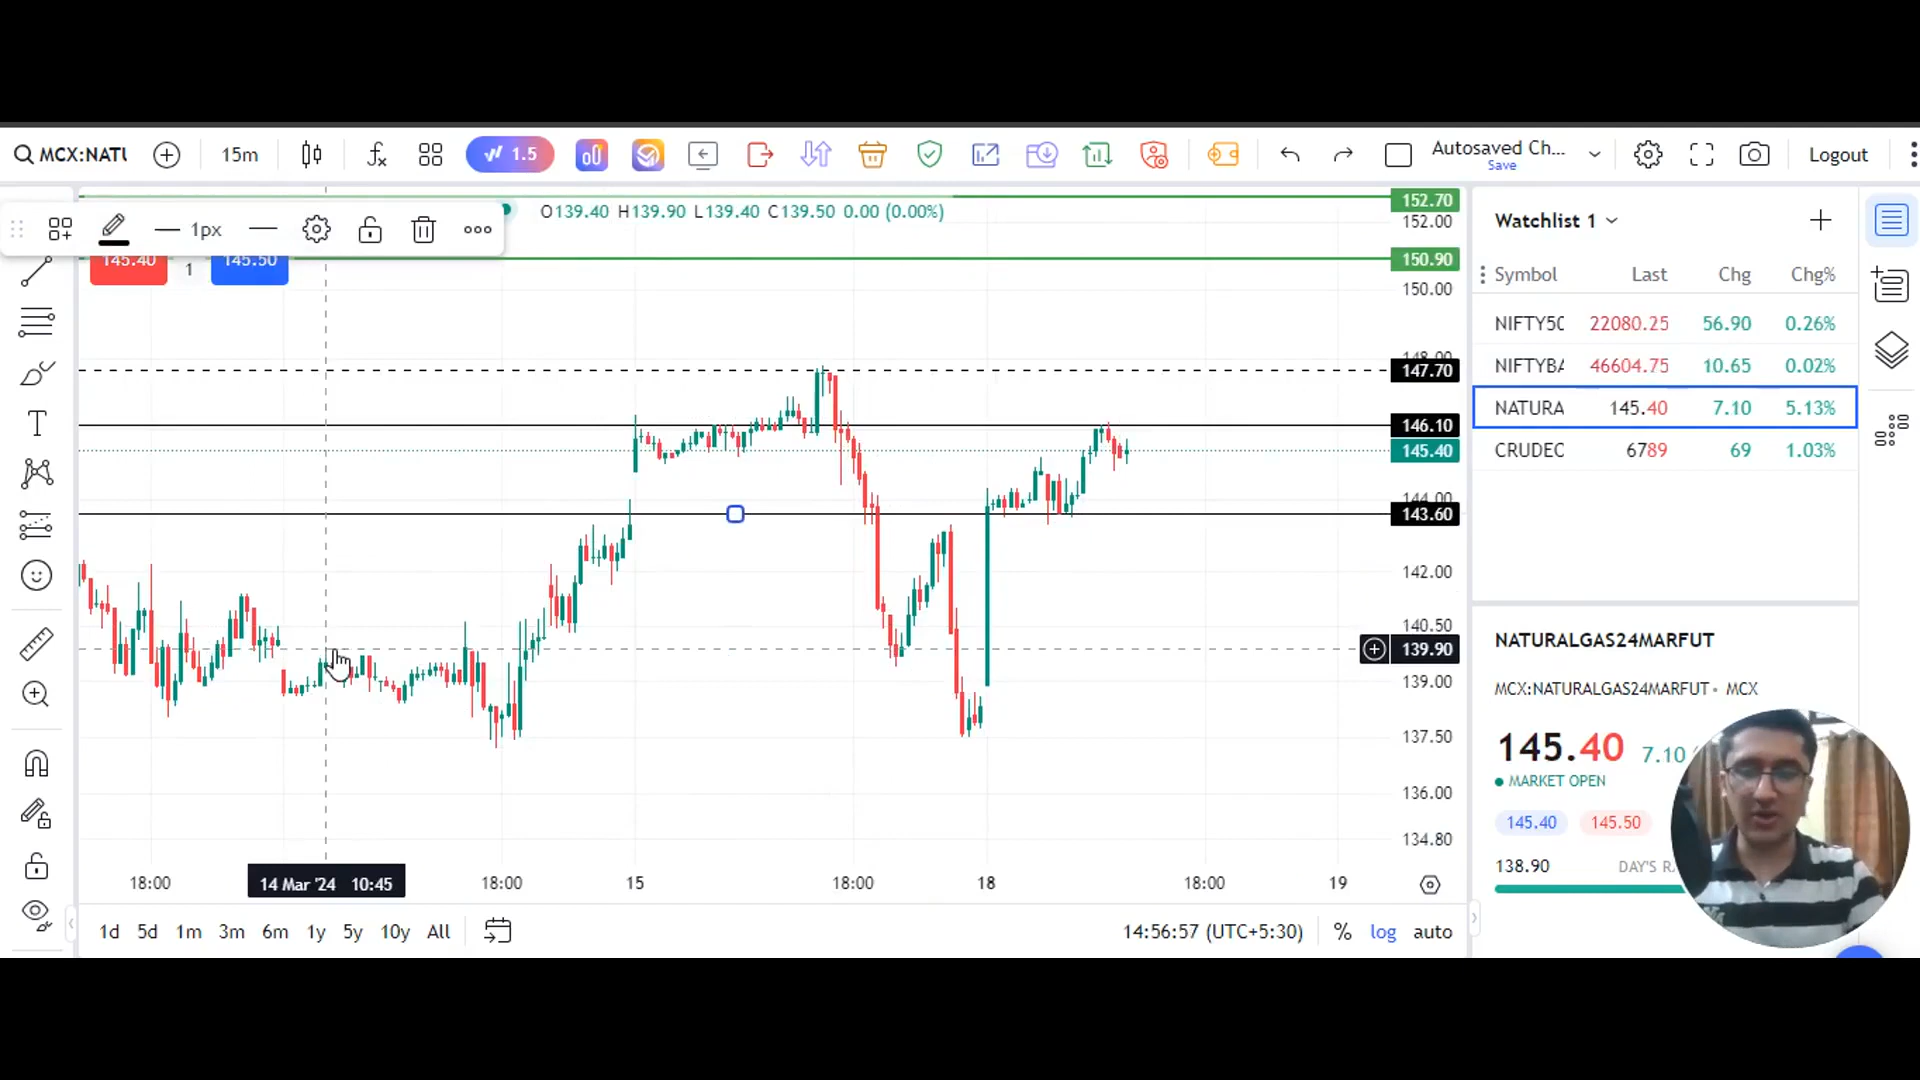 MCX:NATU
15m
1.5
Autosaved Ch...
Save
Logout
1px
O139.40 H139.90 L139.40 C139.50 0.00 (0.00%)
145.40 1 145.50
152.70
152.00
150.90
150.00
148.00
147.70
146.10
145.40
144.00
143.60
142.00
140.50
139.90
139.00
137.50
136.00
134.80
18:00
14 Mar '24 10:45
18:00
15
18:00
18
18:00
19
1d 5d 1m 3m 6m 1y 5y 10y All
14:56:57 (UTC+5:30) % log auto
Watchlist 1
Symbol Last Chg Chg%
NIFTY50 22080.25 56.90 0.26%
NIFTYBA 46604.75 10.65 0.02%
NATURA 145.40 7.10 5.13%
CRUDEO 6789 69 1.03%
NATURALGAS24MARFUT
MCX:NATURALGAS24MARFUT • MCX
145.40 7.10
MARKET OPEN
145.40 145.50
138.90 DAY'S